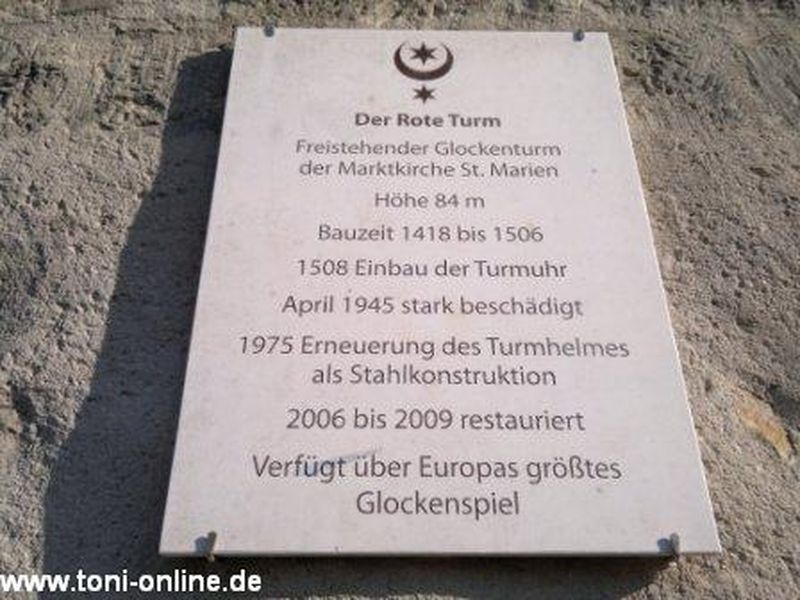 Der Rote Turm
Freistehender Glockenturm
der Marktkirche St. Marien
Höhe 84 m
Bauzeit 1418 bis 1506
1508 Einbau der Turmuhr
April 1945 stark beschädigt
1975 Erneuerung des Turmhelmes
als Stahlkonstruktion
2006 bis 2009 restauriert
Verfügt über Europas größtes
Glockenspiel
www.toni-online.de